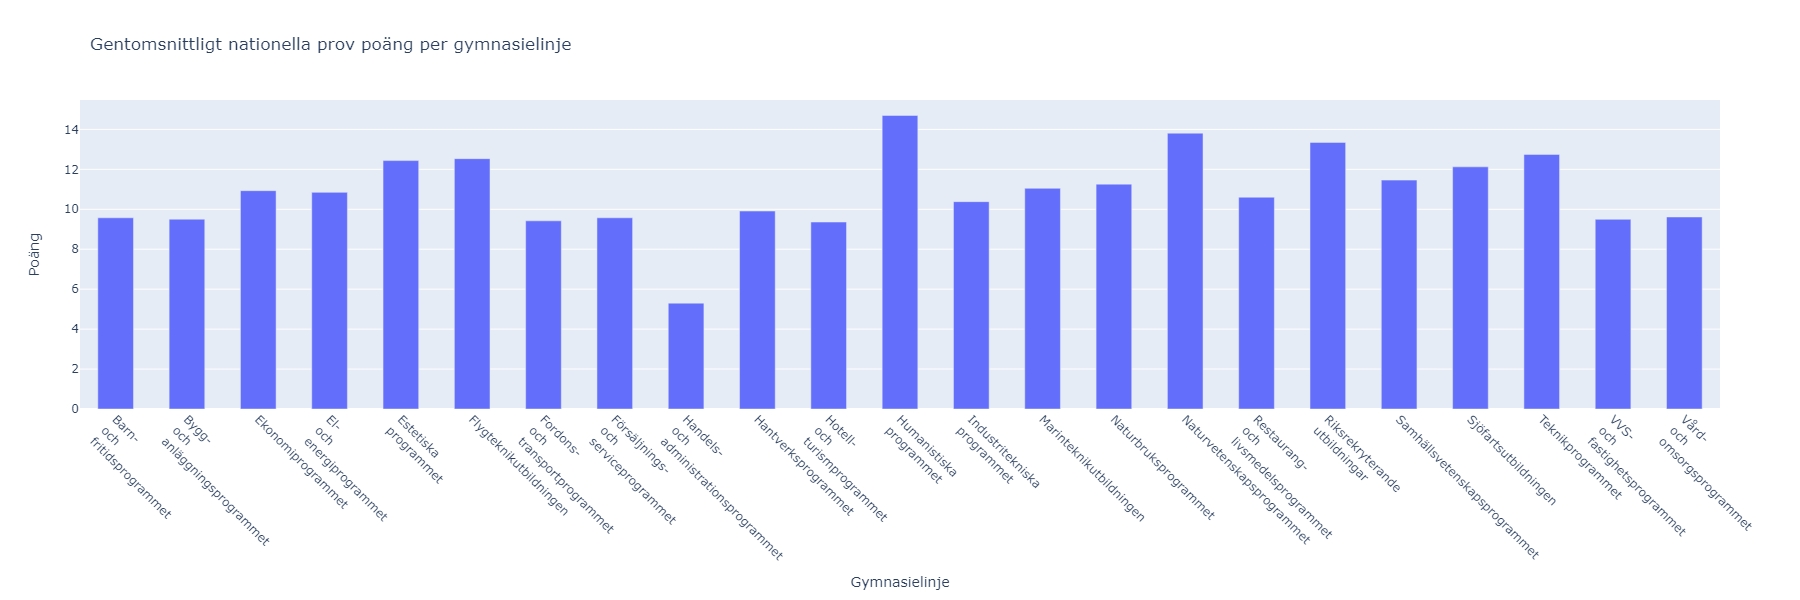 Gentomsnittligt nationella prov poäng per gymnasielinje
Poäng
14
12
10
8
6
4
2
0
Barn-
och
fritidsprogrammet
Bygg-
och
anläggningsprogrammet
Ekonomiprogrammet
El-
och
energiprogrammet
Estetiska
programmet
Flygteknikutbildningen
Fordons-
och
transportprogrammet
Försäljnings-
och
serviceprogrammet
Handels-
och
administrationsprogrammet
Hantverksprogrammet
Hotell-
och
turismprogrammet
Humanistiska
programmet
Industritekniska
programmet
Marinteknikutbildningen
Naturbruksprogrammet
Naturvetenskapsprogrammet
Restaurang-
och
livsmedelsprogrammet
Riksrekryterande
utbildningar
Samhällsvetenskapsprogrammet
Sjöfartsutbildningen
Teknikprogrammet
VVS-
och
fastighetsprogrammet
Vård-
och
omsorgsprogrammet
Gymnasielinje